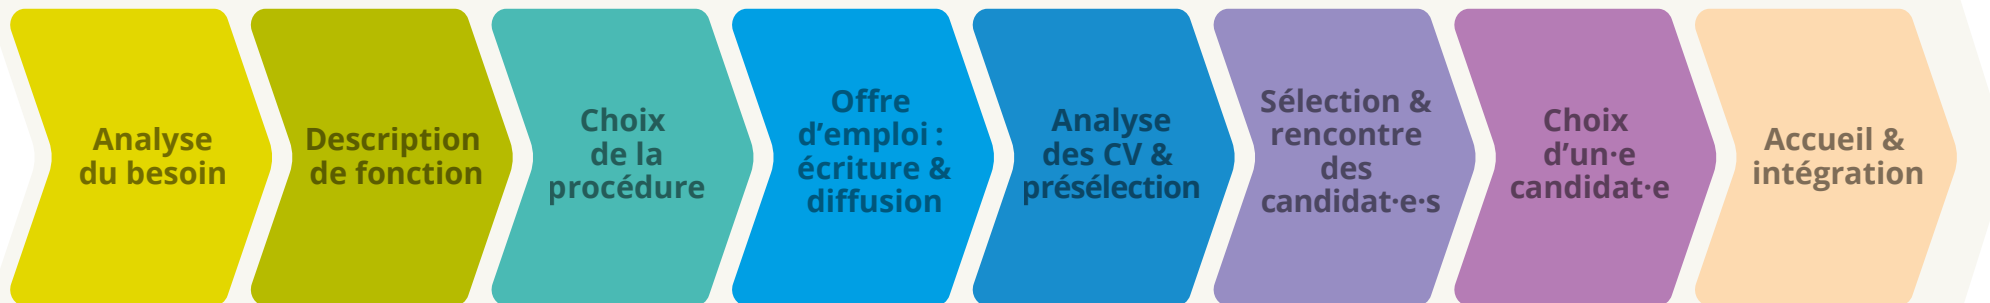 Analyse
du besoin
Description
de fonction
Choix
de la
procédure
Offre
d’emploi :
écriture &
diffusion
Analyse
des CV &
présélection
Sélection &
rencontre
des
candidat·e·s
Choix
d’un·e
candidat·e
Accueil &
intégration